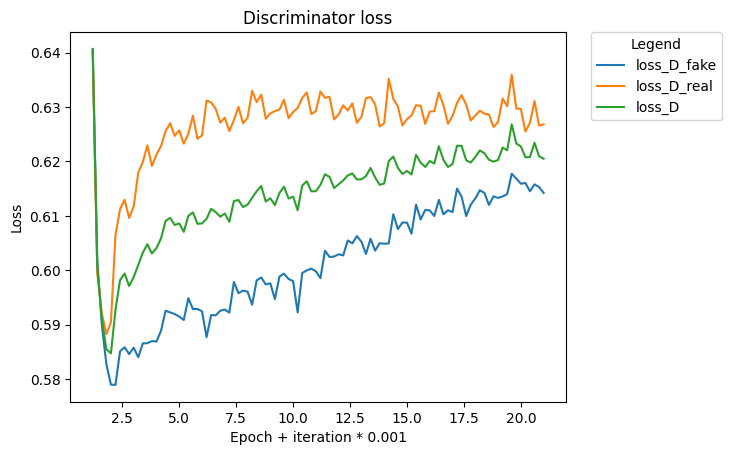 Discriminator loss
Legend
loss_D_fake
loss_D_real
loss_D
Loss
0.64
0.63
0.62
0.61
0.60
0.59
0.58
2.5 5.0 7.5 10.0 12.5 15.0 17.5 20.0
Epoch + iteration * 0.001